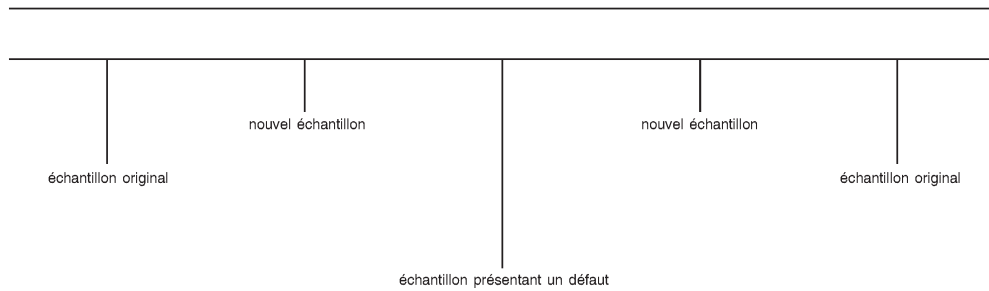 nouvel échantillon
nouvel échantillon
échantillon original
échantillon original
échantillon présentant un défaut